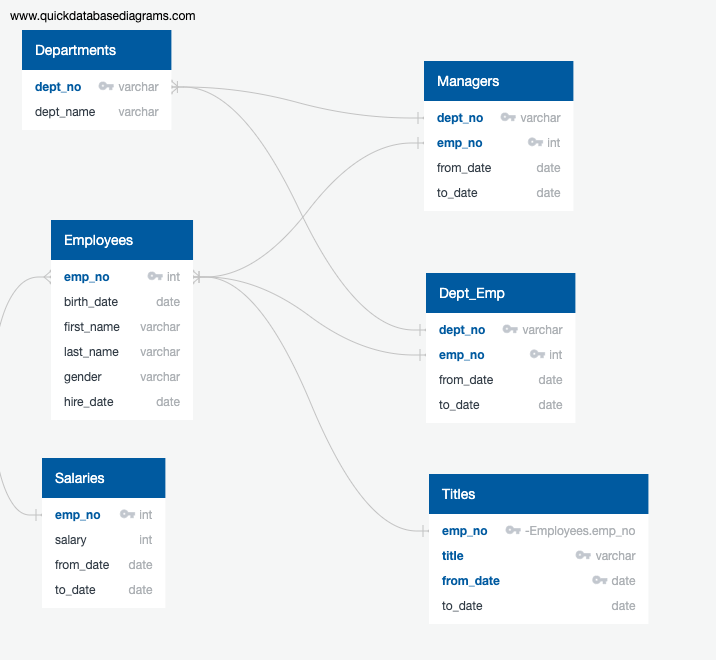 www.quickdatabasediagrams.com
Departments
dept_no varchar
dept_name varchar
Managers
dept_no varchar
emp_no int
from_date date
to_date date
Employees
emp_no int
birth_date date
first_name varchar
last_name varchar
gender varchar
hire_date date
Dept_Emp
dept_no varchar
emp_no int
from_date date
to_date date
Salaries
emp_no int
salary int
from_date date
to_date date
Titles
emp_no -Employees.emp_no
title varchar
from_date date
to_date date